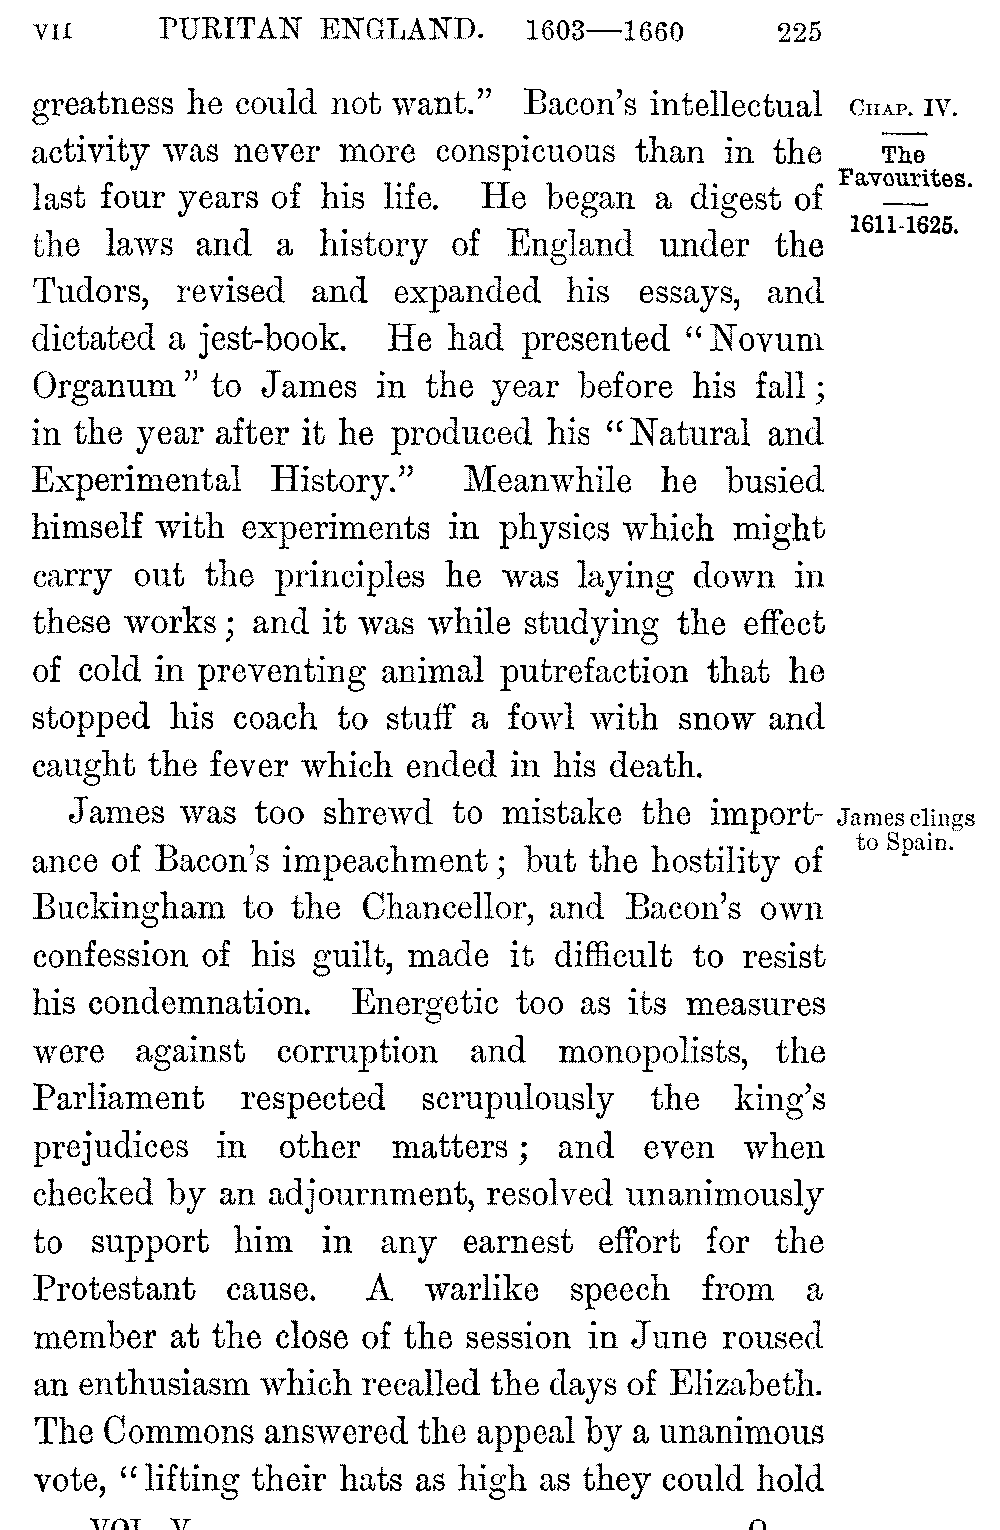 VII PURITAN ENGLAND. 1603—1660 225
greatness he could not want.” Bacon’s intellectual
activity was never more conspicuous than in the
last four years of his life. He began a digest of
the laws and a history of England under the
Tudors, revised and expanded his essays, and
dictated a jest-book. He had presented “Novum
Organum” to James in the year before his fall;
in the year after it he produced his “Natural and
Experimental History.” Meanwhile he busied
himself with experiments in physics which might
carry out the principles he was laying down in
these works; and it was while studying the effect
of cold in preventing animal putrefaction that he
stopped his coach to stuff a fowl with snow and
caught the fever which ended in his death.
CHAP. IV.
The
Favourites.
1611-1625.
James was too shrewd to mistake the import-
ance of Bacon’s impeachment; but the hostility of
Buckingham to the Chancellor, and Bacon’s own
confession of his guilt, made it difficult to resist
his condemnation. Energetic too as its measures
were against corruption and monopolists, the
Parliament respected scrupulously the king’s
prejudices in other matters; and even when
checked by an adjournment, resolved unanimously
to support him in any earnest effort for the
Protestant cause. A warlike speech from a
member at the close of the session in June roused
an enthusiasm which recalled the days of Elizabeth.
The Commons answered the appeal by a unanimous
vote, “lifting their hats as high as they could hold
James clings
to Spain.
VOL. V. Q